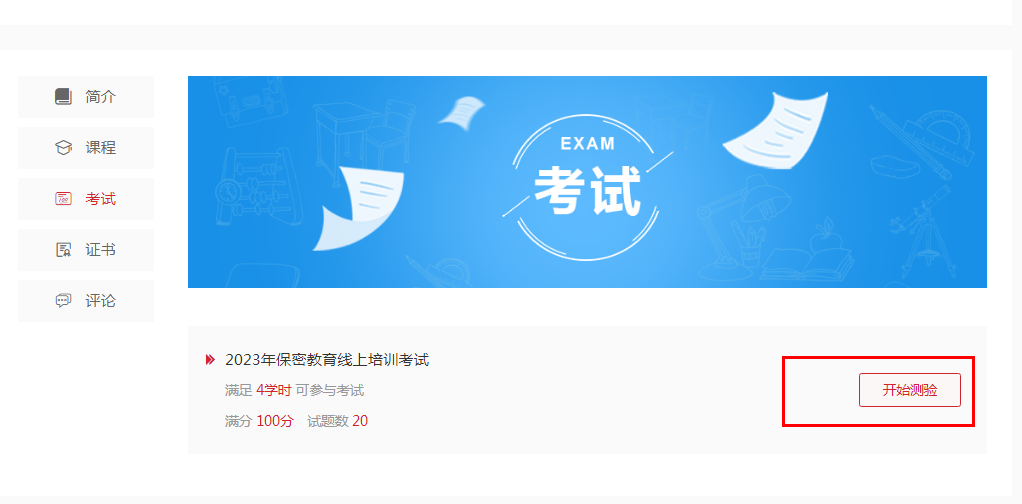 简介
课程
考试
证书
评论
EXAM
考试
2023年保密教育线上培训考试
满足 4学时 可参与考试
满分 100分 试题数 20
开始测验